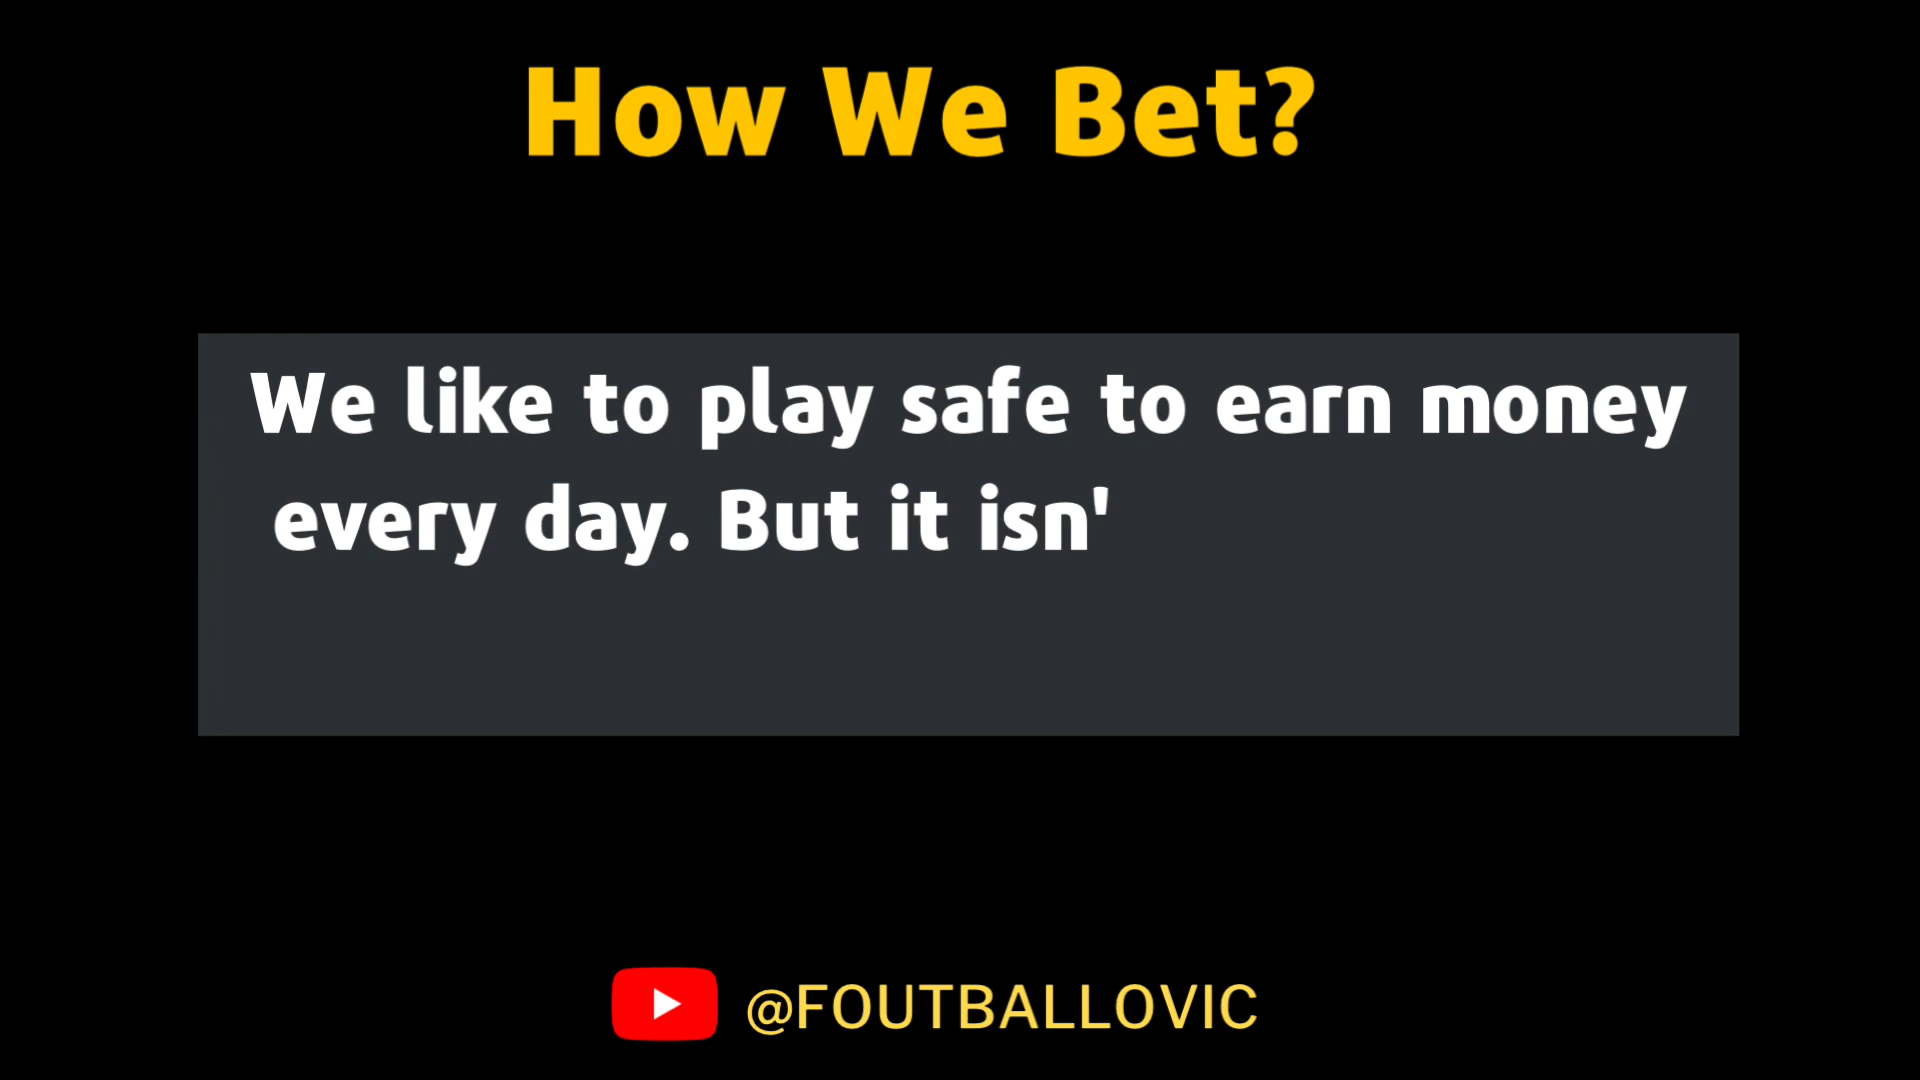 How We Bet?
We like to play safe to earn money
every day. But it isn'
@FOUTBALLOVIC